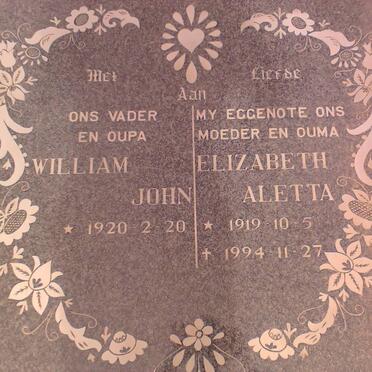 Met Liefde
Aan
ONS VADER
EN OUPA
WILLIAM
JOHN
★ 1920-2-20
MY EGGENOTE ONS
MOEDER EN OUMA
ELIZABETH
ALETTA
★ 1919-10-5
✝ 1994-11-27